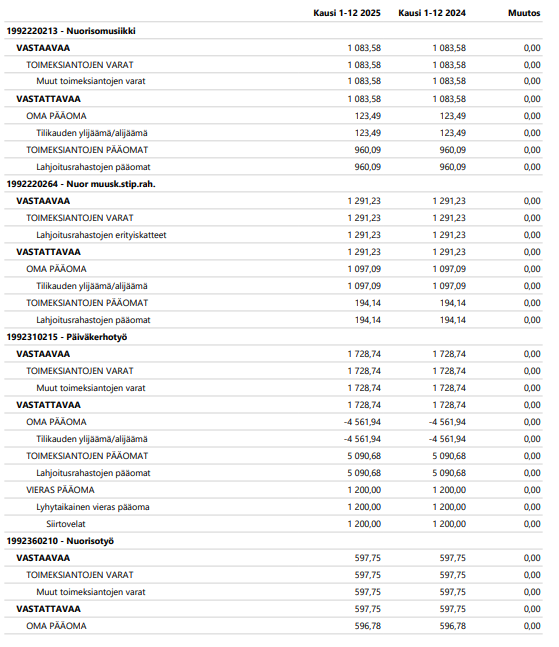 Kausi 1-12 2025 Kausi 1-12 2024 Muutos
1992220213 - Nuorisomusiikki
VASTAAVAA 1 083,58 1 083,58 0,00
TOIMEKSIANTOJEN VARAT 1 083,58 1 083,58 0,00
Muut toimeksiantojen varat 1 083,58 1 083,58 0,00
VASTATTAVAA 1 083,58 1 083,58 0,00
OMA PÄÄOMA 123,49 123,49 0,00
Tilikauden ylijäämä/alijäämä 123,49 123,49 0,00
TOIMEKSIANTOJEN PÄÄOMAT 960,09 960,09 0,00
Lahjoitusrahastojen pääomat 960,09 960,09 0,00
1992220264 - Nuor muusk.stip.rah.
VASTAAVAA 1 291,23 1 291,23 0,00
TOIMEKSIANTOJEN VARAT 1 291,23 1 291,23 0,00
Lahjoitusrahastojen erityiskatteet 1 291,23 1 291,23 0,00
VASTATTAVAA 1 291,23 1 291,23 0,00
OMA PÄÄOMA 1 097,09 1 097,09 0,00
Tilikauden ylijäämä/alijäämä 1 097,09 1 097,09 0,00
TOIMEKSIANTOJEN PÄÄOMAT 194,14 194,14 0,00
Lahjoitusrahastojen pääomat 194,14 194,14 0,00
1992310215 - Päiväkerhotyö
VASTAAVAA 1 728,74 1 728,74 0,00
TOIMEKSIANTOJEN VARAT 1 728,74 1 728,74 0,00
Muut toimeksiantojen varat 1 728,74 1 728,74 0,00
VASTATTAVAA 1 728,74 1 728,74 0,00
OMA PÄÄOMA -4 561,94 -4 561,94 0,00
Tilikauden ylijäämä/alijäämä -4 561,94 -4 561,94 0,00
TOIMEKSIANTOJEN PÄÄOMAT 5 090,68 5 090,68 0,00
Lahjoitusrahastojen pääomat 5 090,68 5 090,68 0,00
VIERAS PÄÄOMA 1 200,00 1 200,00 0,00
Lyhytaikainen vieras pääoma 1 200,00 1 200,00 0,00
Siirtovelat 1 200,00 1 200,00 0,00
1992360210 - Nuorisotyö
VASTAAVAA 597,75 597,75 0,00
TOIMEKSIANTOJEN VARAT 597,75 597,75 0,00
Muut toimeksiantojen varat 597,75 597,75 0,00
VASTATTAVAA 597,75 597,75 0,00
OMA PÄÄOMA 596,78 596,78 0,00